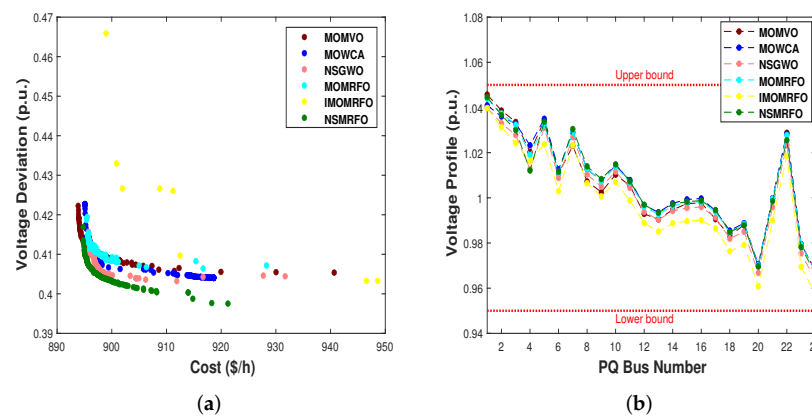 0.47
0.46
0.45
0.44
0.43
0.42
0.41
0.4
0.39
Voltage Deviation (p.u.)
MOMVO
MOWCA
NSGWO
MOMRFO
IMOMRFO
NSMRFO
890 900 910 920 930 940 950
Cost ($/h)
(a)
1.08
1.06
1.04
1.02
1
0.98
0.96
0.94
Voltage Profile (p.u.)
MOMVO
MOWCA
NSGWO
MOMRFO
IMOMRFO
NSMRFO
Upper bound
Lower bound
2 4 6 8 10 12 14 16 18 20 22
PQ Bus Number
(b)